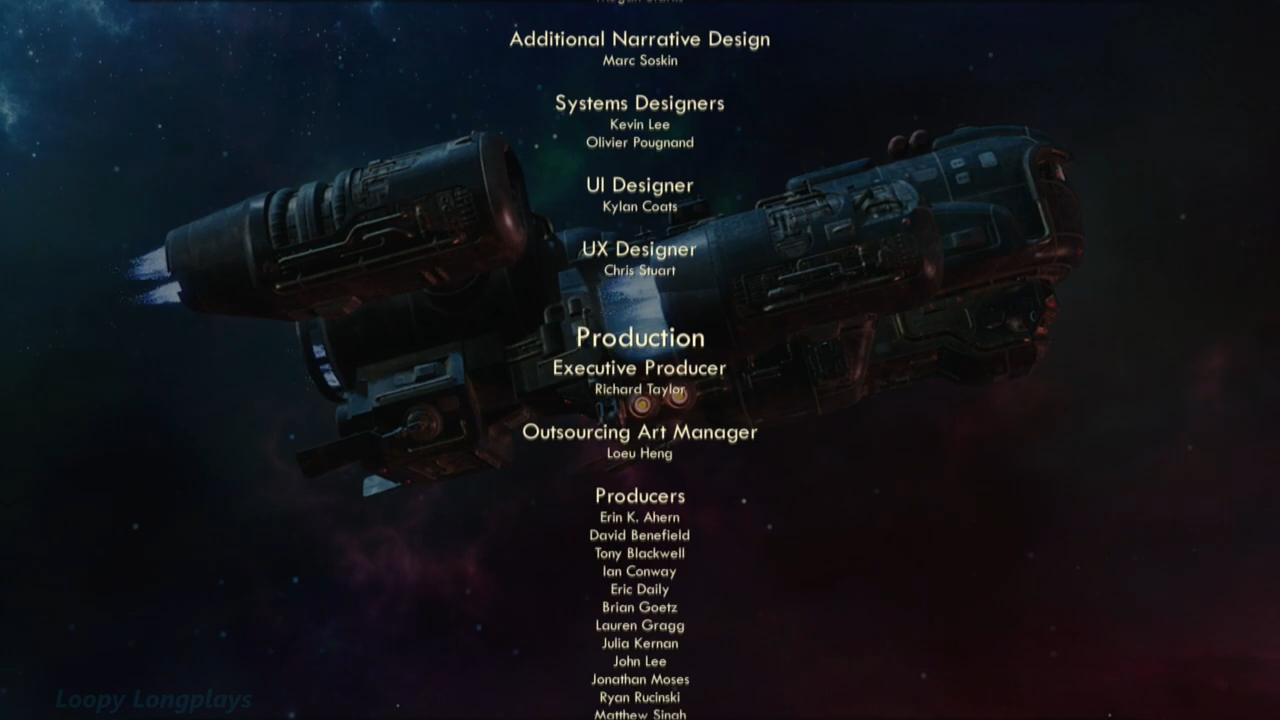 Additional Narrative Design
Marc Soskin
Systems Designers
Kevin Lee
Olivier Pougnand
UI Designer
Kylan Coats
UX Designer
Chris Stuart
Production
Executive Producer
Richard Taylor
Outsourcing Art Manager
Loeu Heng
Producers
Erin K. Ahern
David Benefield
Tony Blackwell
Ian Conway
Eric Daily
Brian Goetz
Lauren Gragg
Julia Kernan
John Lee
Jonathan Moses
Ryan Rucinski
Matthew Singh
Loopy Longplays